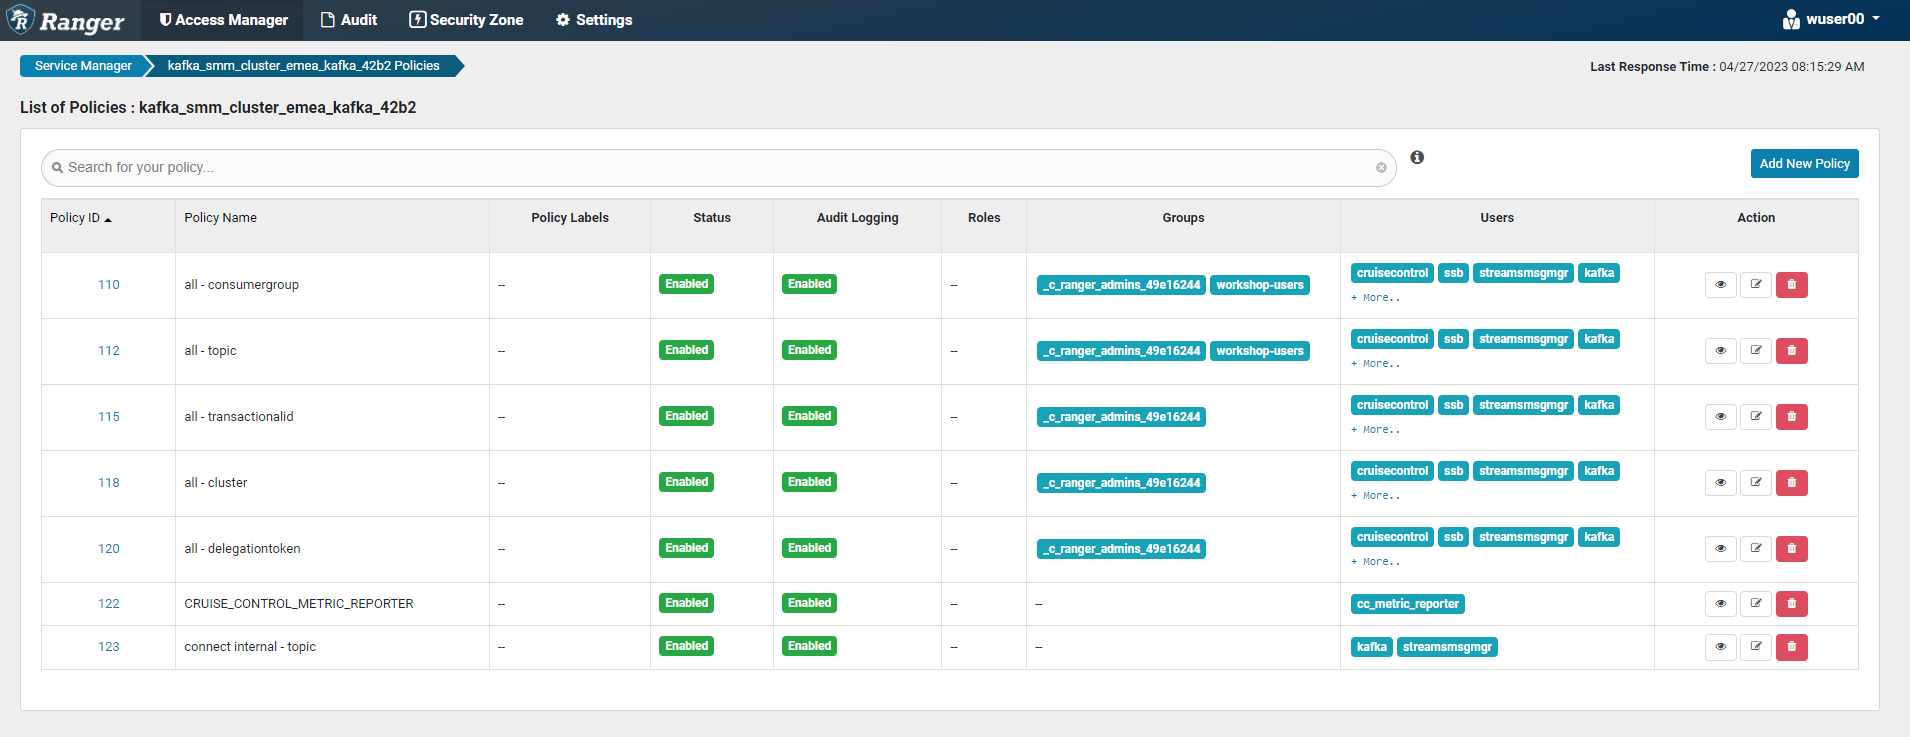 Ranger Access Manager Audit Security Zone Settings wuser00
Service Manager kafka_smm_cluster_emea_kafka_42b2 Policies Last Response Time : 04/27/2023 08:15:29 AM
List of Policies : kafka_smm_cluster_emea_kafka_42b2
Search for your policy... Add New Policy
Policy ID Policy Name Policy Labels Status Audit Logging Roles Groups Users Action
110 all - consumergroup -- Enabled Enabled -- _c_ranger_admins_49e16244 workshop-users cruisecontrol ssb streamsmsgmgr kafka
+ More..
112 all - topic -- Enabled Enabled -- _c_ranger_admins_49e16244 workshop-users cruisecontrol ssb streamsmsgmgr kafka
+ More..
115 all - transactionalid -- Enabled Enabled -- _c_ranger_admins_49e16244 cruisecontrol ssb streamsmsgmgr kafka
+ More..
118 all - cluster -- Enabled Enabled -- _c_ranger_admins_49e16244 cruisecontrol ssb streamsmsgmgr kafka
+ More..
120 all - delegationtoken -- Enabled Enabled -- _c_ranger_admins_49e16244 cruisecontrol ssb streamsmsgmgr kafka
+ More..
122 CRUISE_CONTROL_METRIC_REPORTER -- Enabled Enabled -- -- cc_metric_reporter
123 connect internal - topic -- Enabled Enabled -- -- kafka streamsmsgmgr